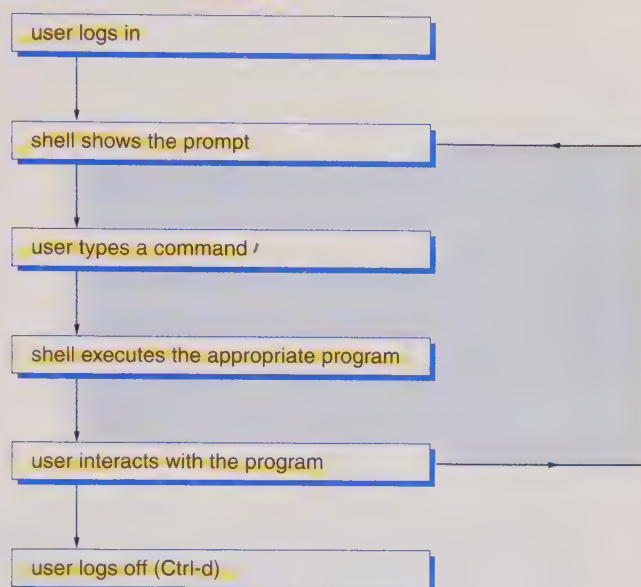 user logs in
shell shows the prompt
user types a command
shell executes the appropriate program
user interacts with the program
user logs off (Ctrl-d)